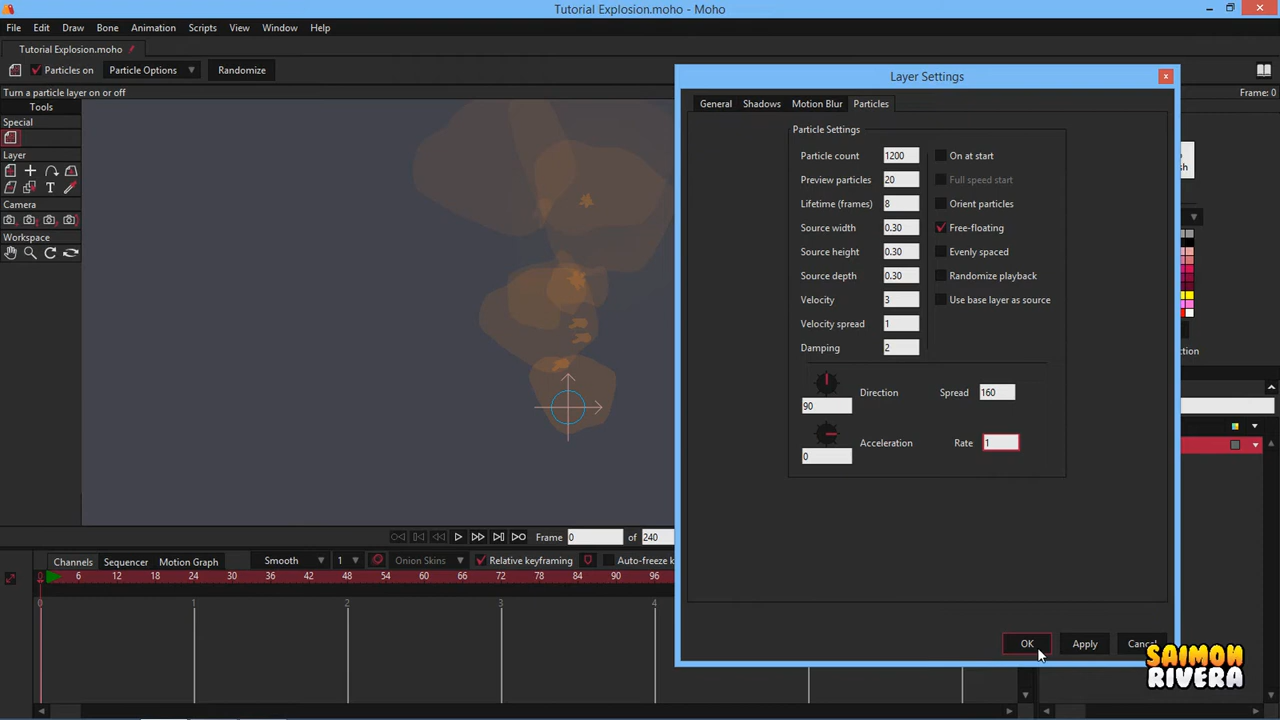 Tutorial Explosion.moho - Moho
File Edit Draw Bone Animation Scripts View Window Help
Tutorial Explosion.moho
Particles on Particle Options Randomize
Turn a particle layer on or off
Frame: 0
Tools
Special
Layer
Camera
Workspace
Layer Settings
General Shadows Motion Blur Particles
Particle Settings
Particle count 1200 On at start
Preview particles 20 Full speed start
Lifetime (frames) 8 Orient particles
Source width 0.30 Free-floating
Source height 0.30 Evenly spaced
Source depth 0.30 Randomize playback
Velocity 3 Use base layer as source
Velocity spread 1
Damping 2
90 Direction Spread 160
0 Acceleration Rate 1
OK Apply Cancel
Frame 0 of 240
Channels Sequencer Motion Graph Smooth 1 Onion Skins Relative keyframing Auto-freeze k
0 6 12 18 24 30 36 42 48 54 60 66 72 78 84 90 96
0 1 2 3 4
SAIMON
RIVERA